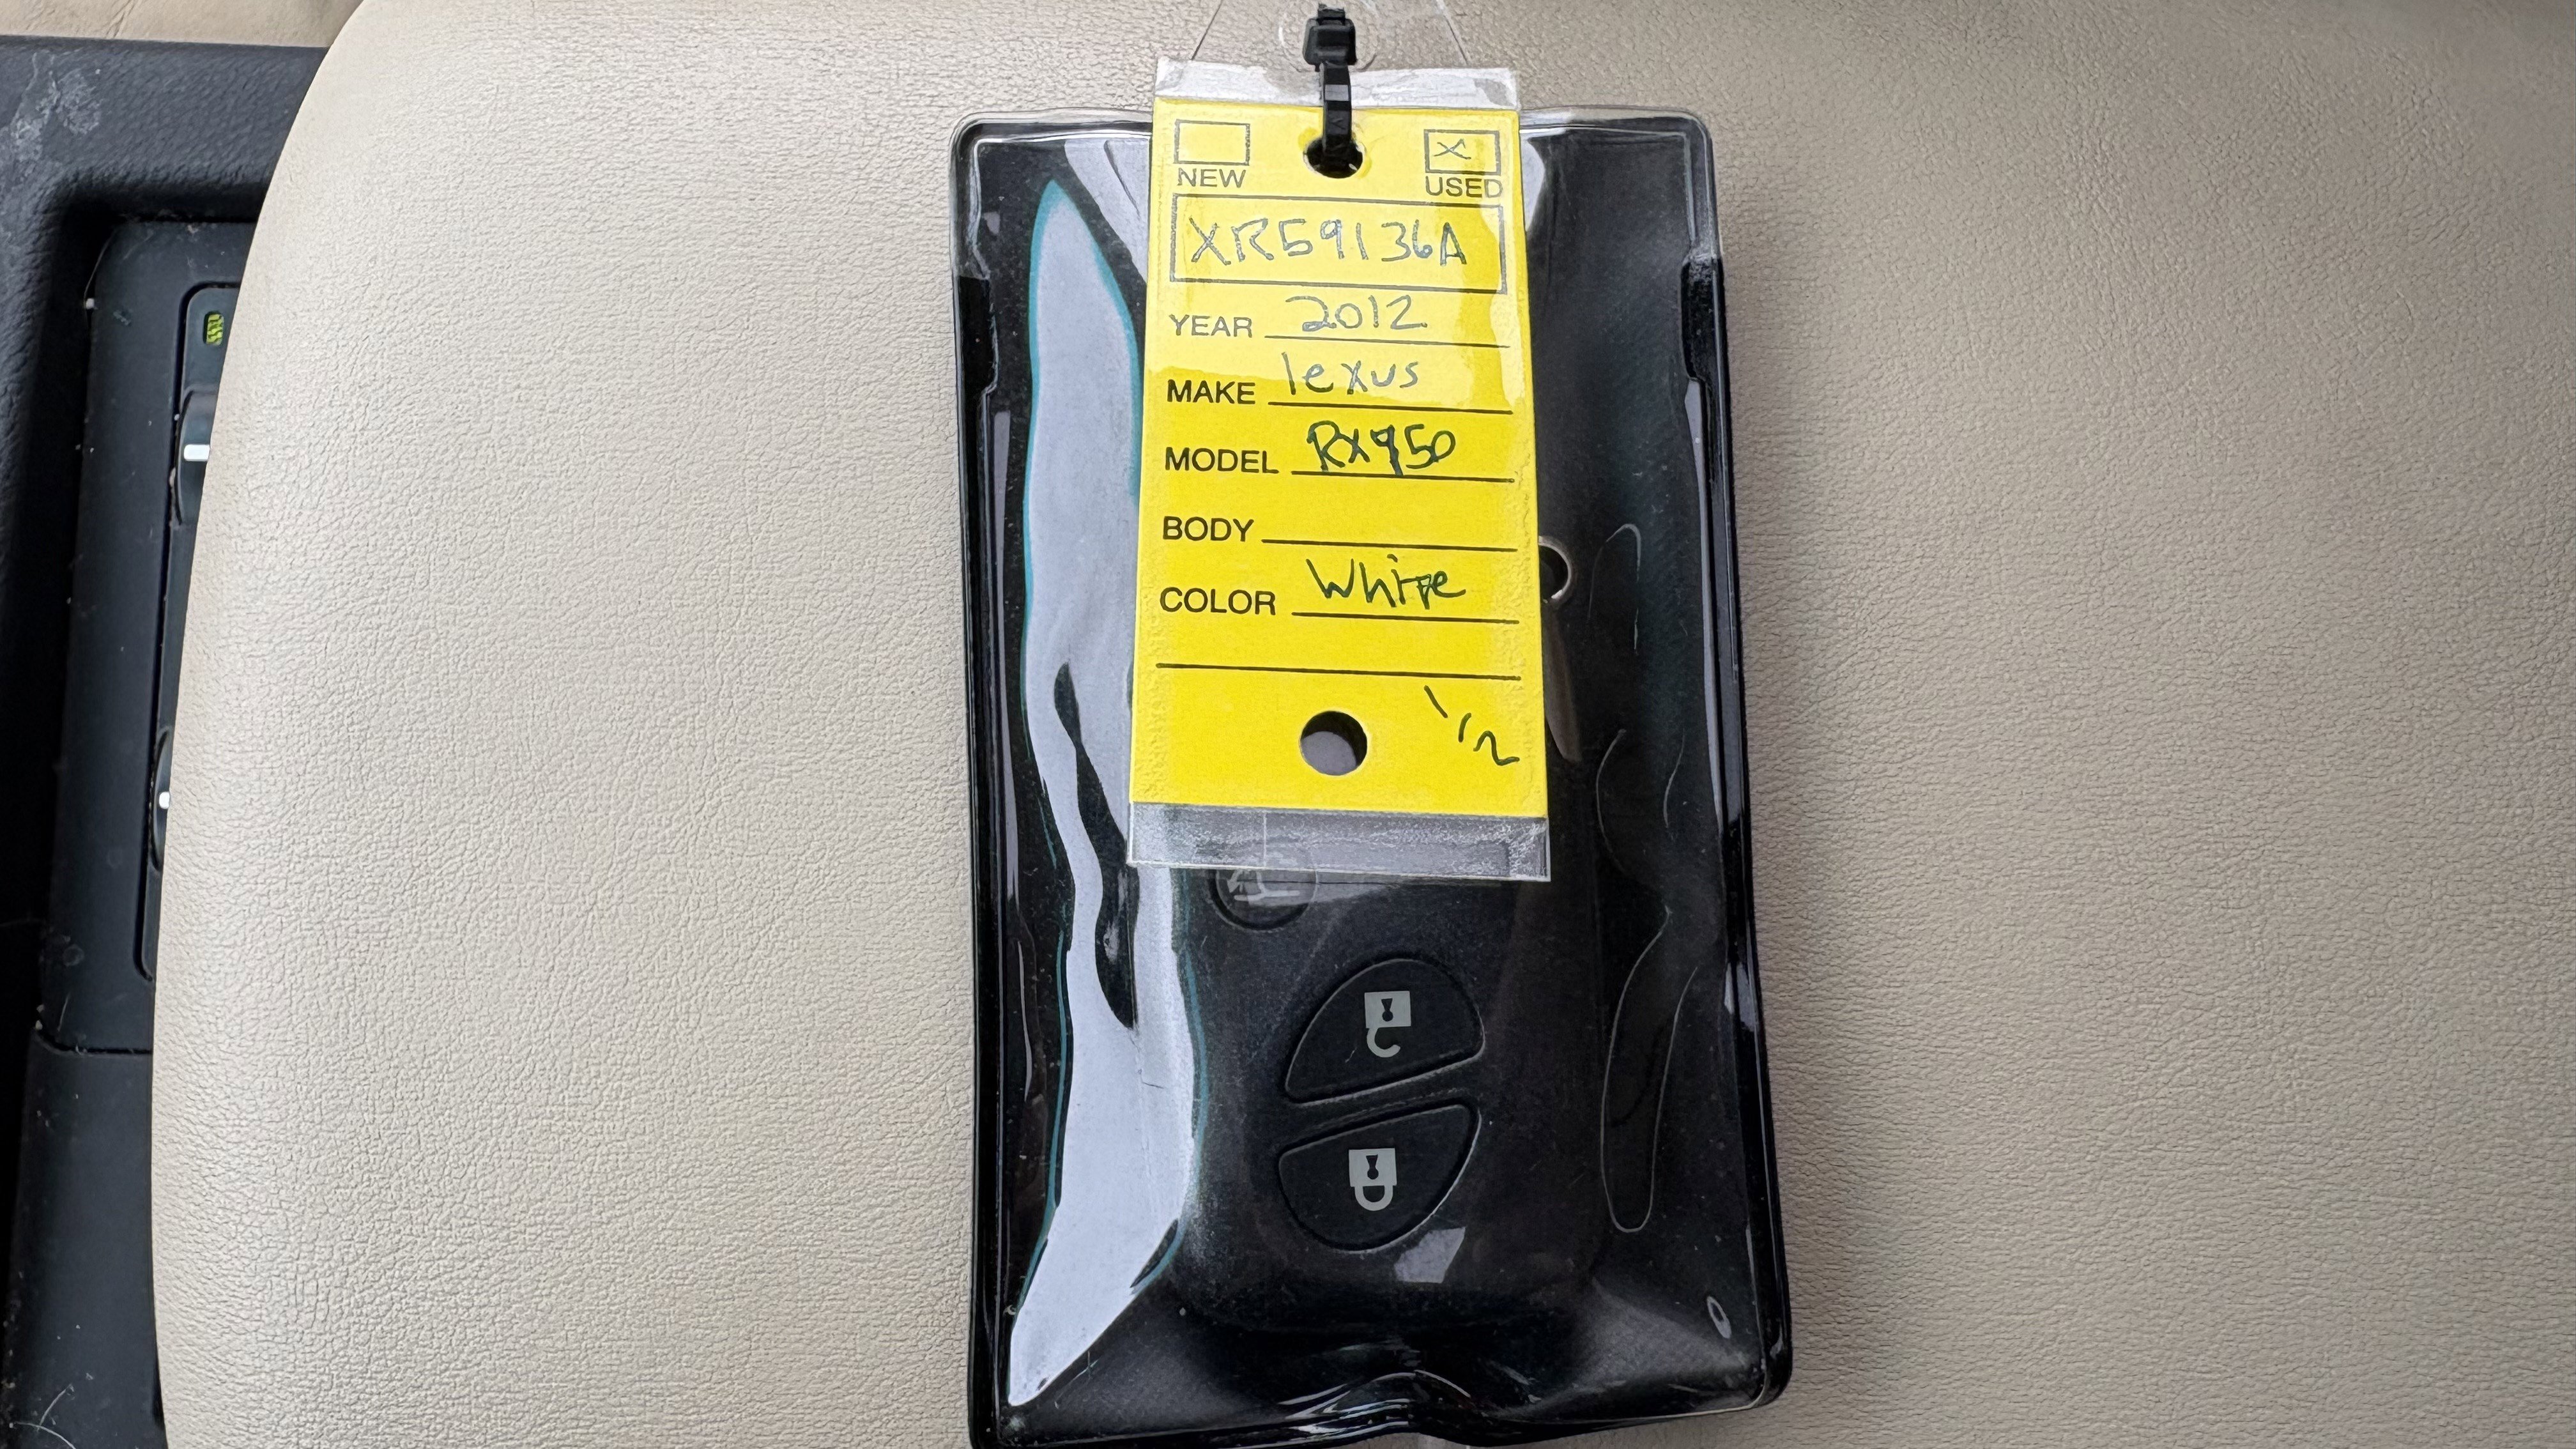 NEW USED
XR59136A
YEAR 2012
MAKE lexus
MODEL RX450
BODY
COLOR White
1/2